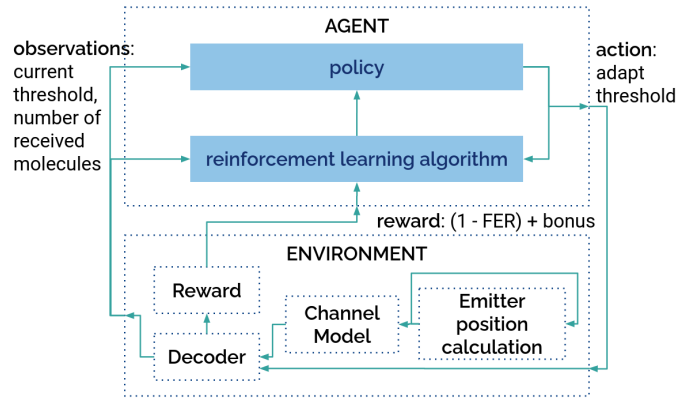 AGENT
observations:
current
threshold,
number of
received
molecules
policy
action:
adapt
threshold
reinforcement learning algorithm
reward: (1 - FER) + bonus
ENVIRONMENT
Reward
Channel
Model
Emitter
position
calculation
Decoder